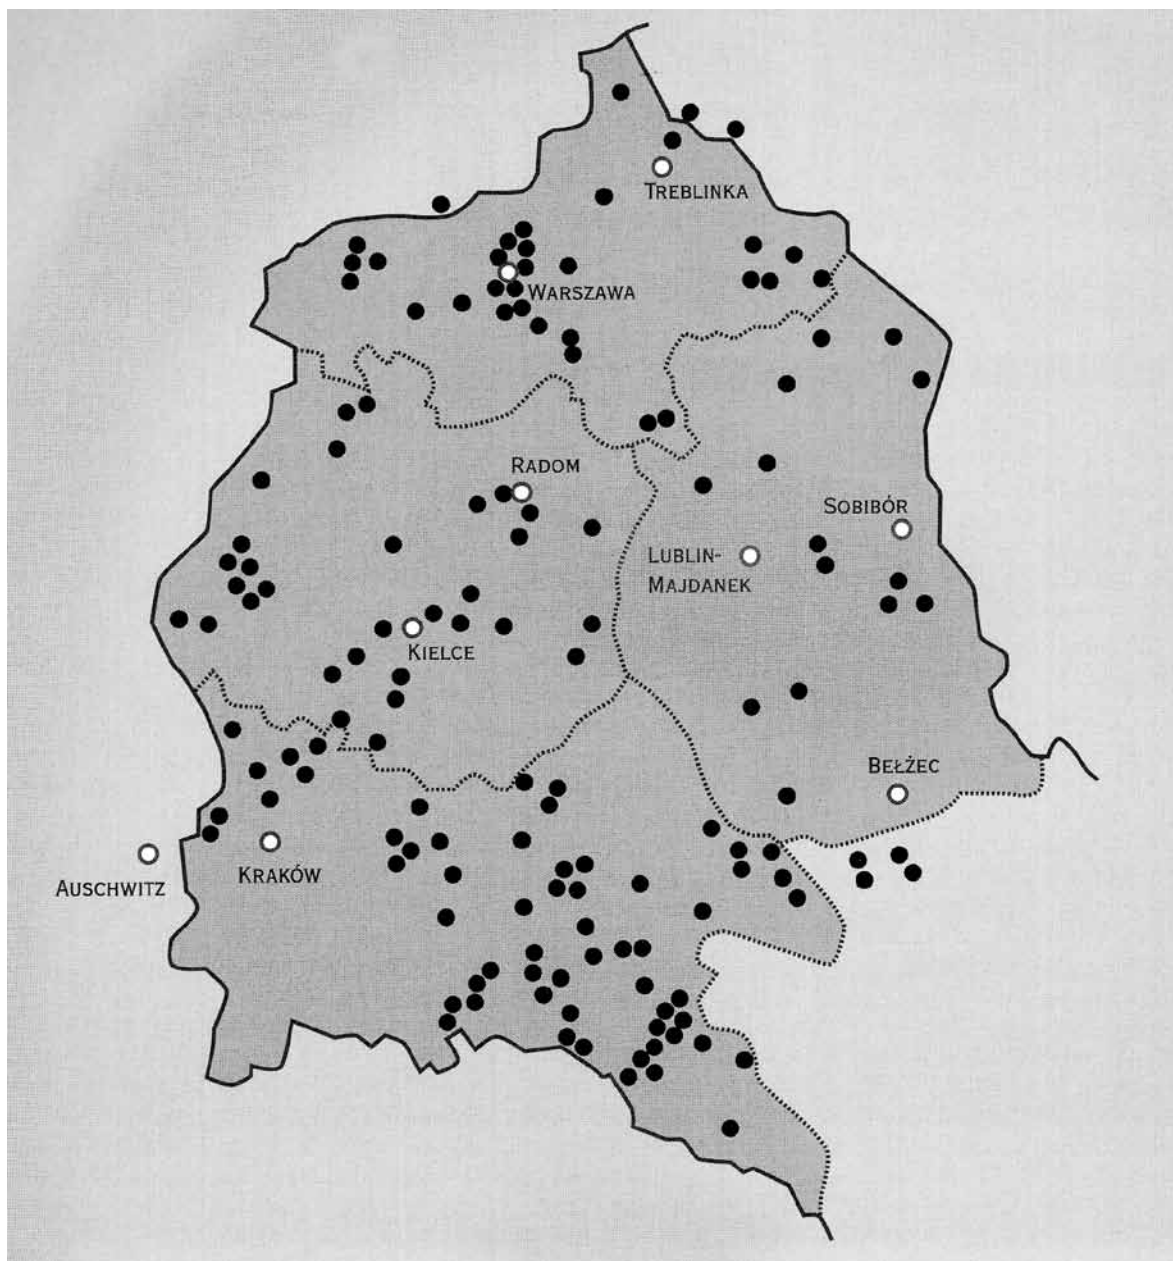 TREBLINKA
WARSZAWA
RADOM
SOBIBÓR
LUBLIN-
MAJDANEK
KIELCE
BEŁŻEC
KRAKÓW
AUSCHWITZ